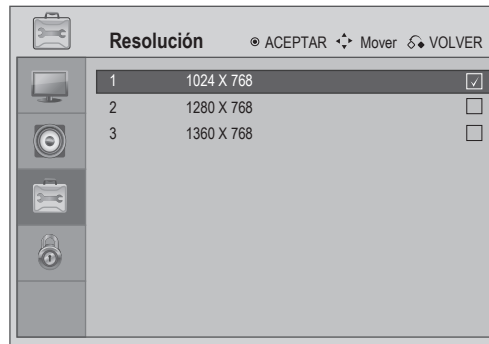 Resolución ACEPTAR Mover VOLVER
1 1024 X 768
2 1280 X 768
3 1360 X 768